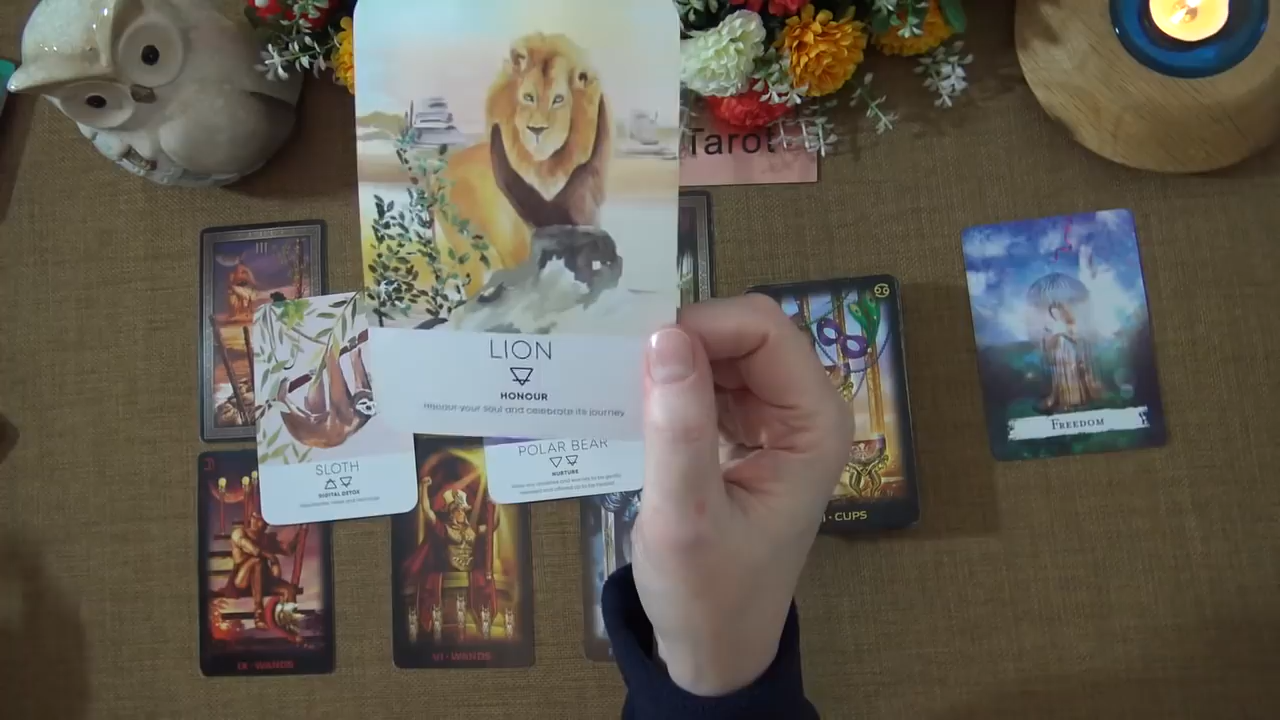 Tarot
III
LION
HONOUR
Honour your soul and celebrate its journey
FREEDOM
POLAR BEAR
NURTURE
SLOTH
DIGITAL DETOX
I · CUPS
IX · WANDS
VI · WANDS